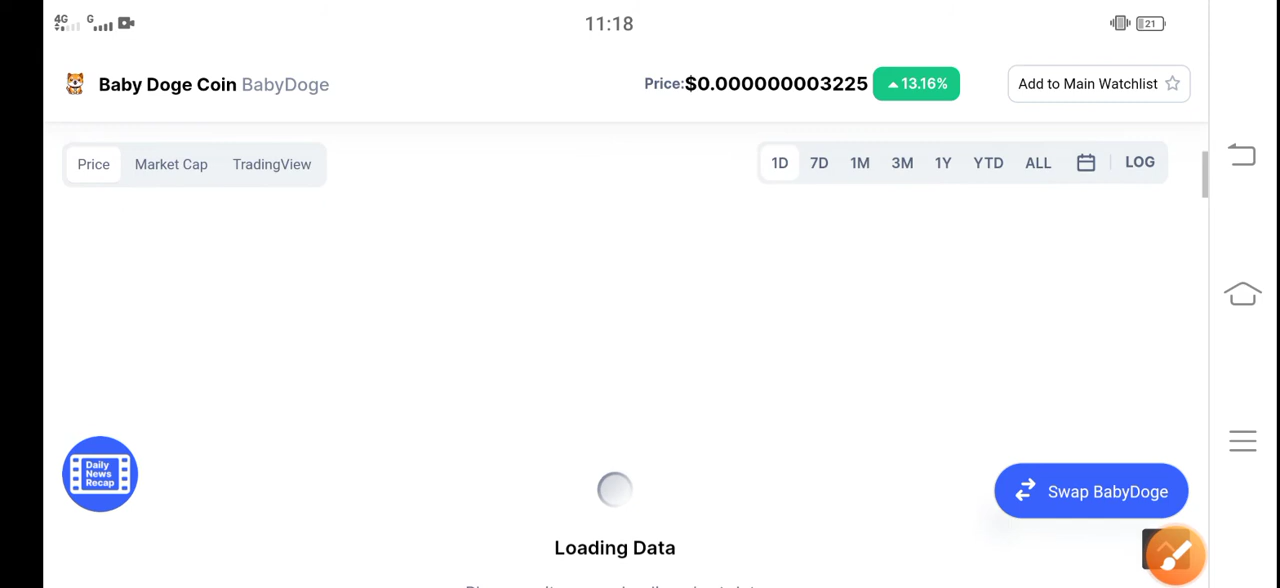 4G G 11:18 21
Baby Doge Coin BabyDoge Price:$0.000000003225 13.16% Add to Main Watchlist
Price Market Cap TradingView 1D 7D 1M 3M 1Y YTD ALL LOG
Daily
News
Recap
Swap BabyDoge
Loading Data